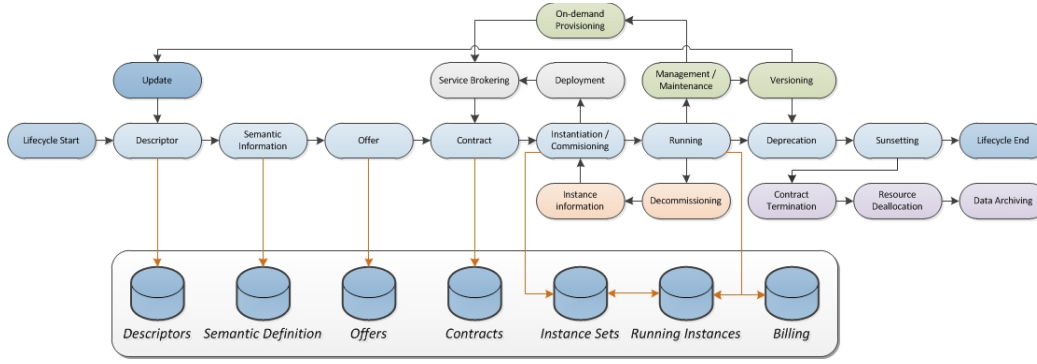 On-demand
Provisioning
Update
Service Brokering
Deployment
Management /
Maintenance
Versioning
Lifecycle Start
Descriptor
Semantic
Information
Offer
Contract
Instantiation /
Commisioning
Running
Deprecation
Sunsetting
Lifecycle End
Instance
information
Decommissioning
Contract
Termination
Resource
Deallocation
Data Archiving
Descriptors
Semantic Definition
Offers
Contracts
Instance Sets
Running Instances
Billing